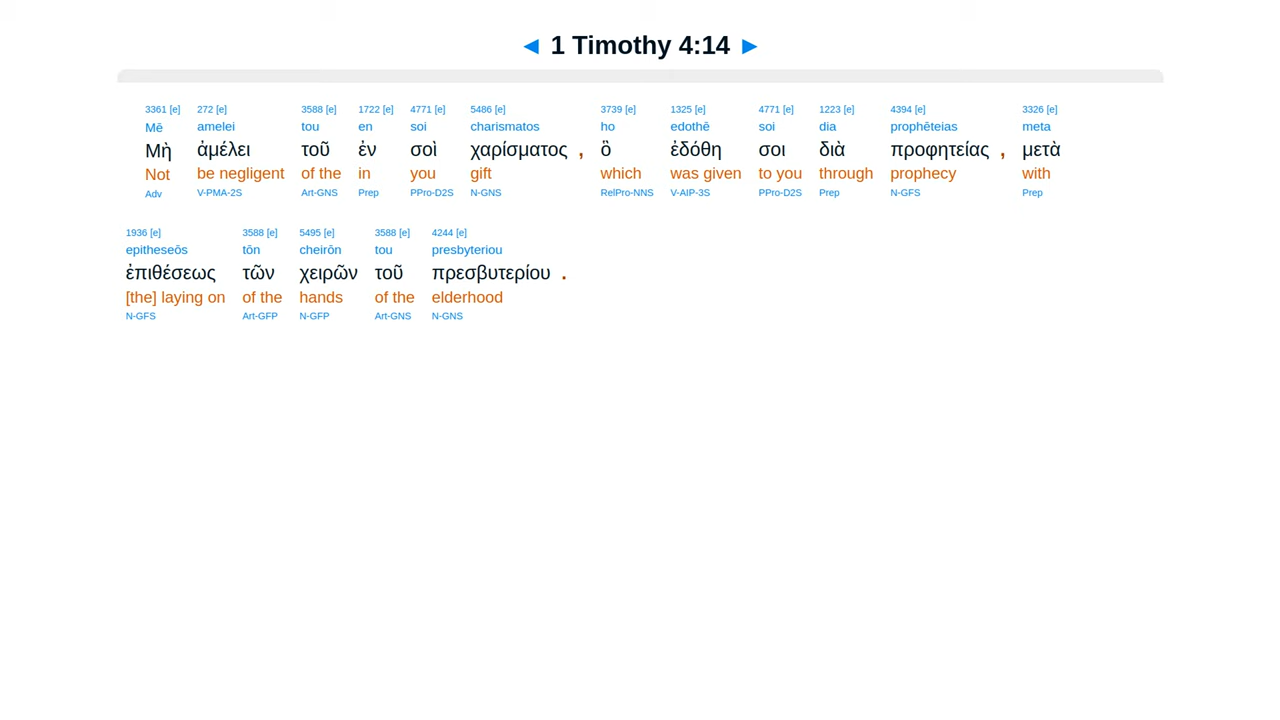 ◄ 1 Timothy 4:14 ►
3361 [e] 272 [e] 3588 [e] 1722 [e] 4771 [e] 5486 [e] 3739 [e] 1325 [e] 4771 [e] 1223 [e] 4394 [e] 3326 [e]
Mē amelei tou en soi charismatos ho edothē soi dia prophēteias meta
Μὴ ἀμέλει τοῦ ἐν σοὶ χαρίσματος , ὃ ἐδόθη σοι διὰ προφητείας , μετὰ
Not be negligent of the in you gift which was given to you through prophecy with
Adv V-PMA-2S Art-GNS Prep PPro-D2S N-GNS RelPro-NNS V-AIP-3S PPro-D2S Prep N-GFS Prep
1936 [e] 3588 [e] 5495 [e] 3588 [e] 4244 [e]
epitheseōs tōn cheirōn tou presbyteriou
ἐπιθέσεως τῶν χειρῶν τοῦ πρεσβυτερίου .
[the] laying on of the hands of the elderhood
N-GFS Art-GFP N-GFP Art-GNS N-GNS